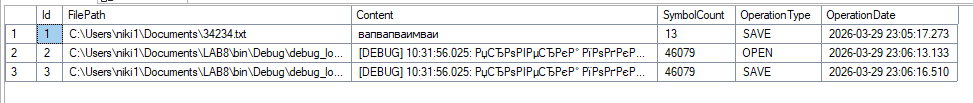 Id FilePath Content SymbolCount OperationType OperationDate
1 1 C:\Users\niki1\Documents\34234.txt вапвапваимваи 13 SAVE 2026-03-29 23:05:17.273
2 2 C:\Users\niki1\Documents\LAB8\bin\Debug\debug_lo... [DEBUG] 10:31:56.025: РџСЂРѕРІРµСЂРєР° РїРѕРґРєР... 46079 OPEN 2026-03-29 23:06:13.133
3 3 C:\Users\niki1\Documents\LAB8\bin\Debug\debug_lo... [DEBUG] 10:31:56.025: РџСЂРѕРІРµСЂРєР° РїРѕРґРєР... 46079 SAVE 2026-03-29 23:06:16.510